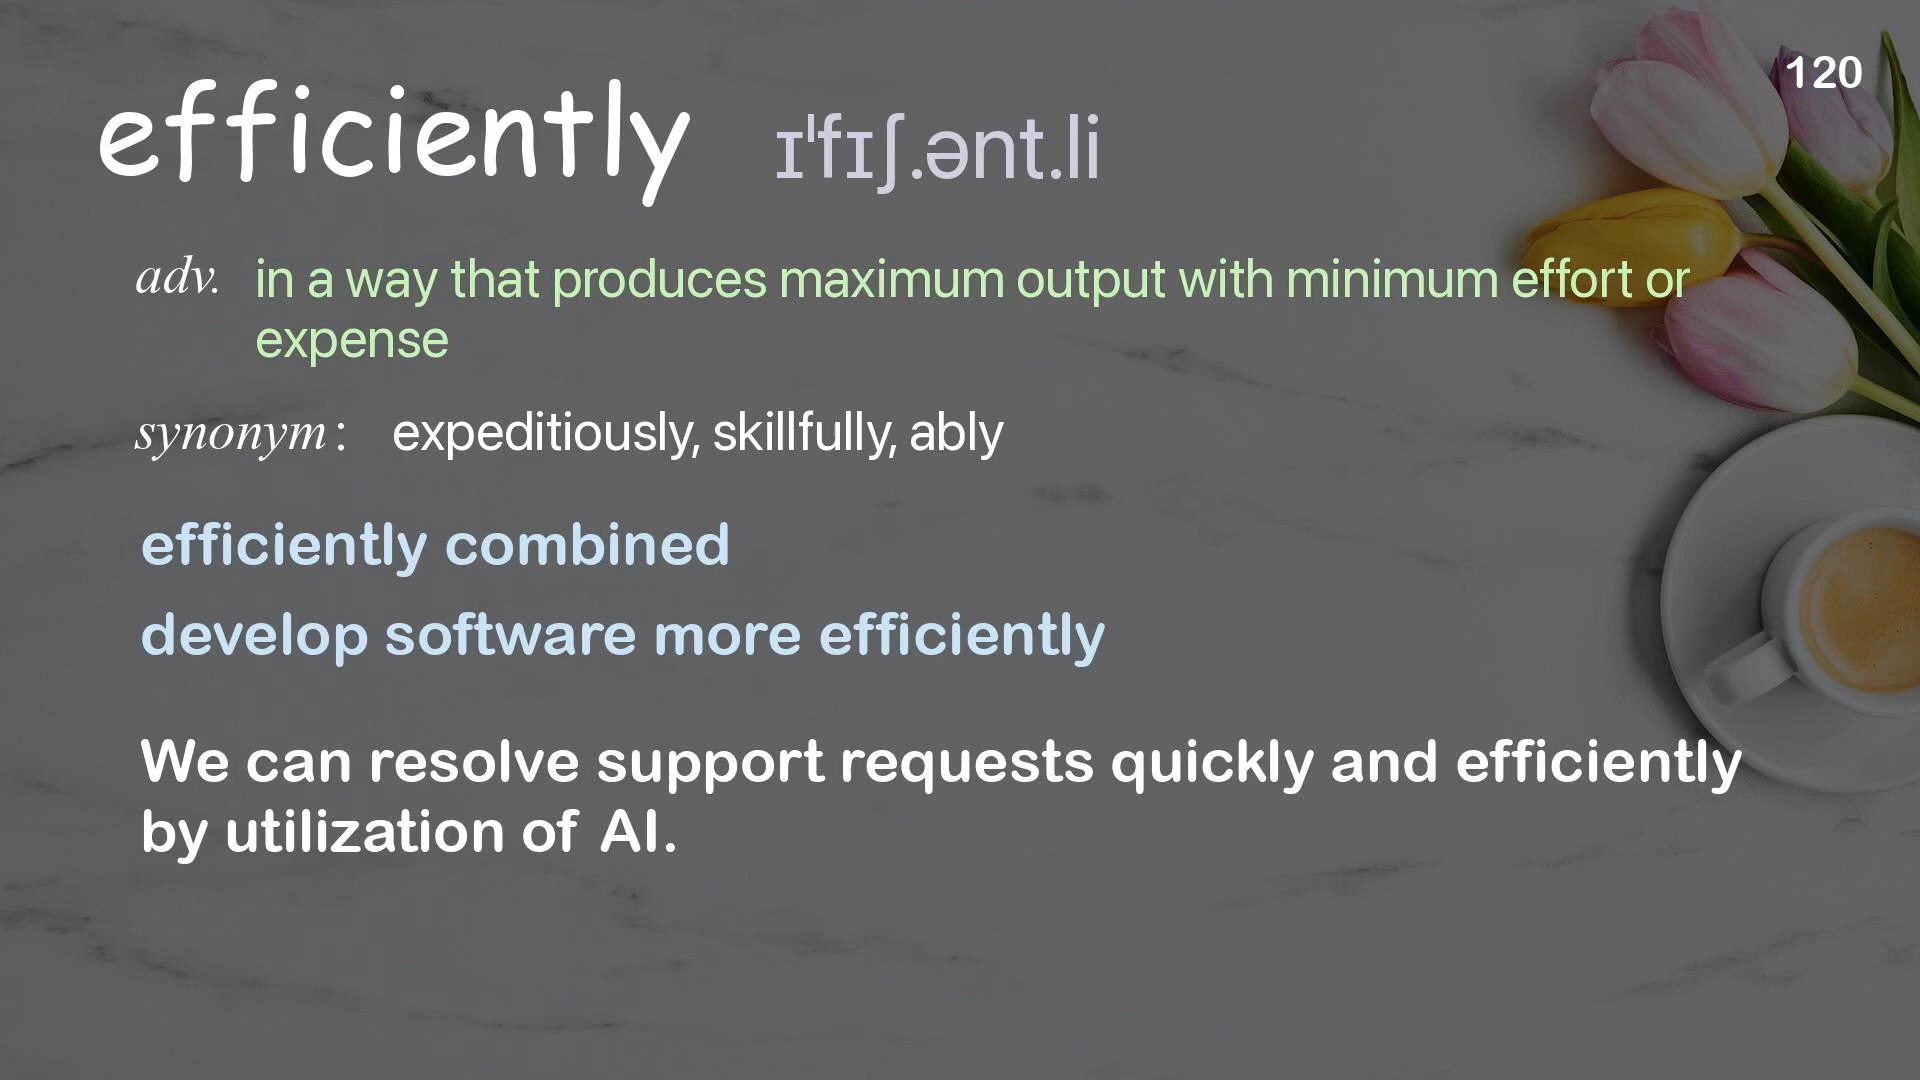 120
efficiently ɪˈfɪʃ.ənt.li
adv. in a way that produces maximum output with minimum effort or
expense
synonym: expeditiously, skillfully, ably
efficiently combined
develop software more efficiently
We can resolve support requests quickly and efficiently
by utilization of AI.